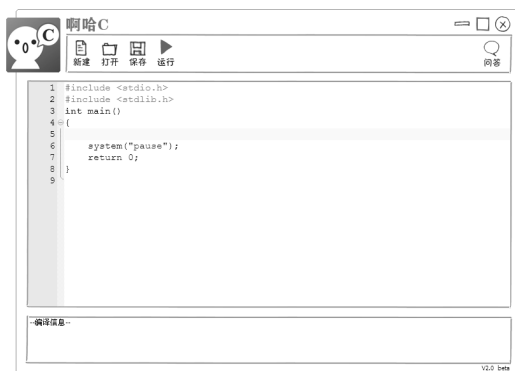 C 啊哈C
新建 打开 保存 运行 问答
1 #include <stdio.h>
2 #include <stdlib.h>
3 int main()
4 {
5
6 system("pause");
7 return 0;
8 }
9
--编译信息--
V2.0 beta